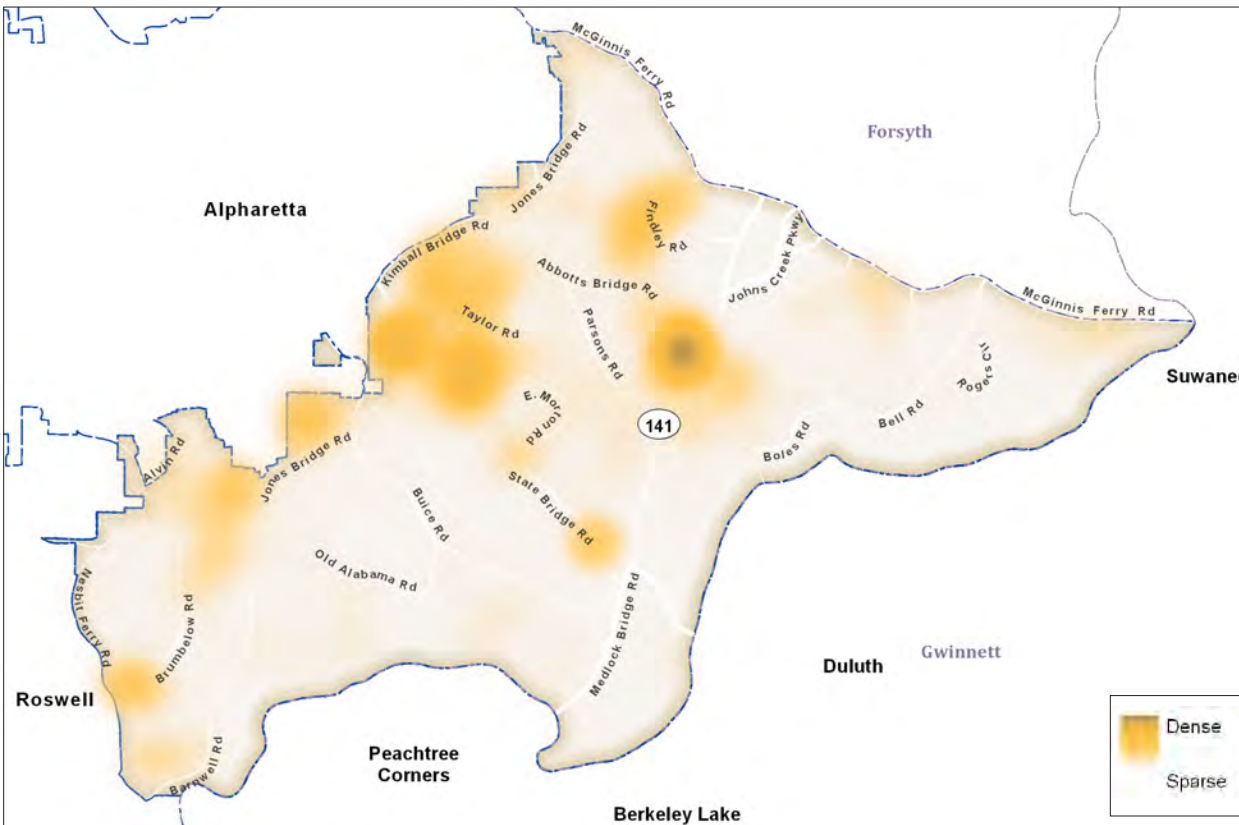 McGinnis Ferry Rd
Forsyth
Alpharetta
Jones Bridge Rd
Findley Rd
Kimball Bridge Rd
Johns Creek Pkwy
Abbotts Bridge Rd
McGinnis Ferry Rd
Taylor Rd
Parsons Rd
Rogers Cir
Suwanee
E. Morton Rd
141
Bell Rd
Boles Rd
Alvin Rd
Jones Bridge Rd
State Bridge Rd
Buice Rd
Old Alabama Rd
Nesbit Ferry Rd
Brumbelow Rd
Medlock Bridge Rd
Duluth
Gwinnett
Roswell
Dense
Peachtree
Corners
Barnwell Rd
Sparse
Berkeley Lake